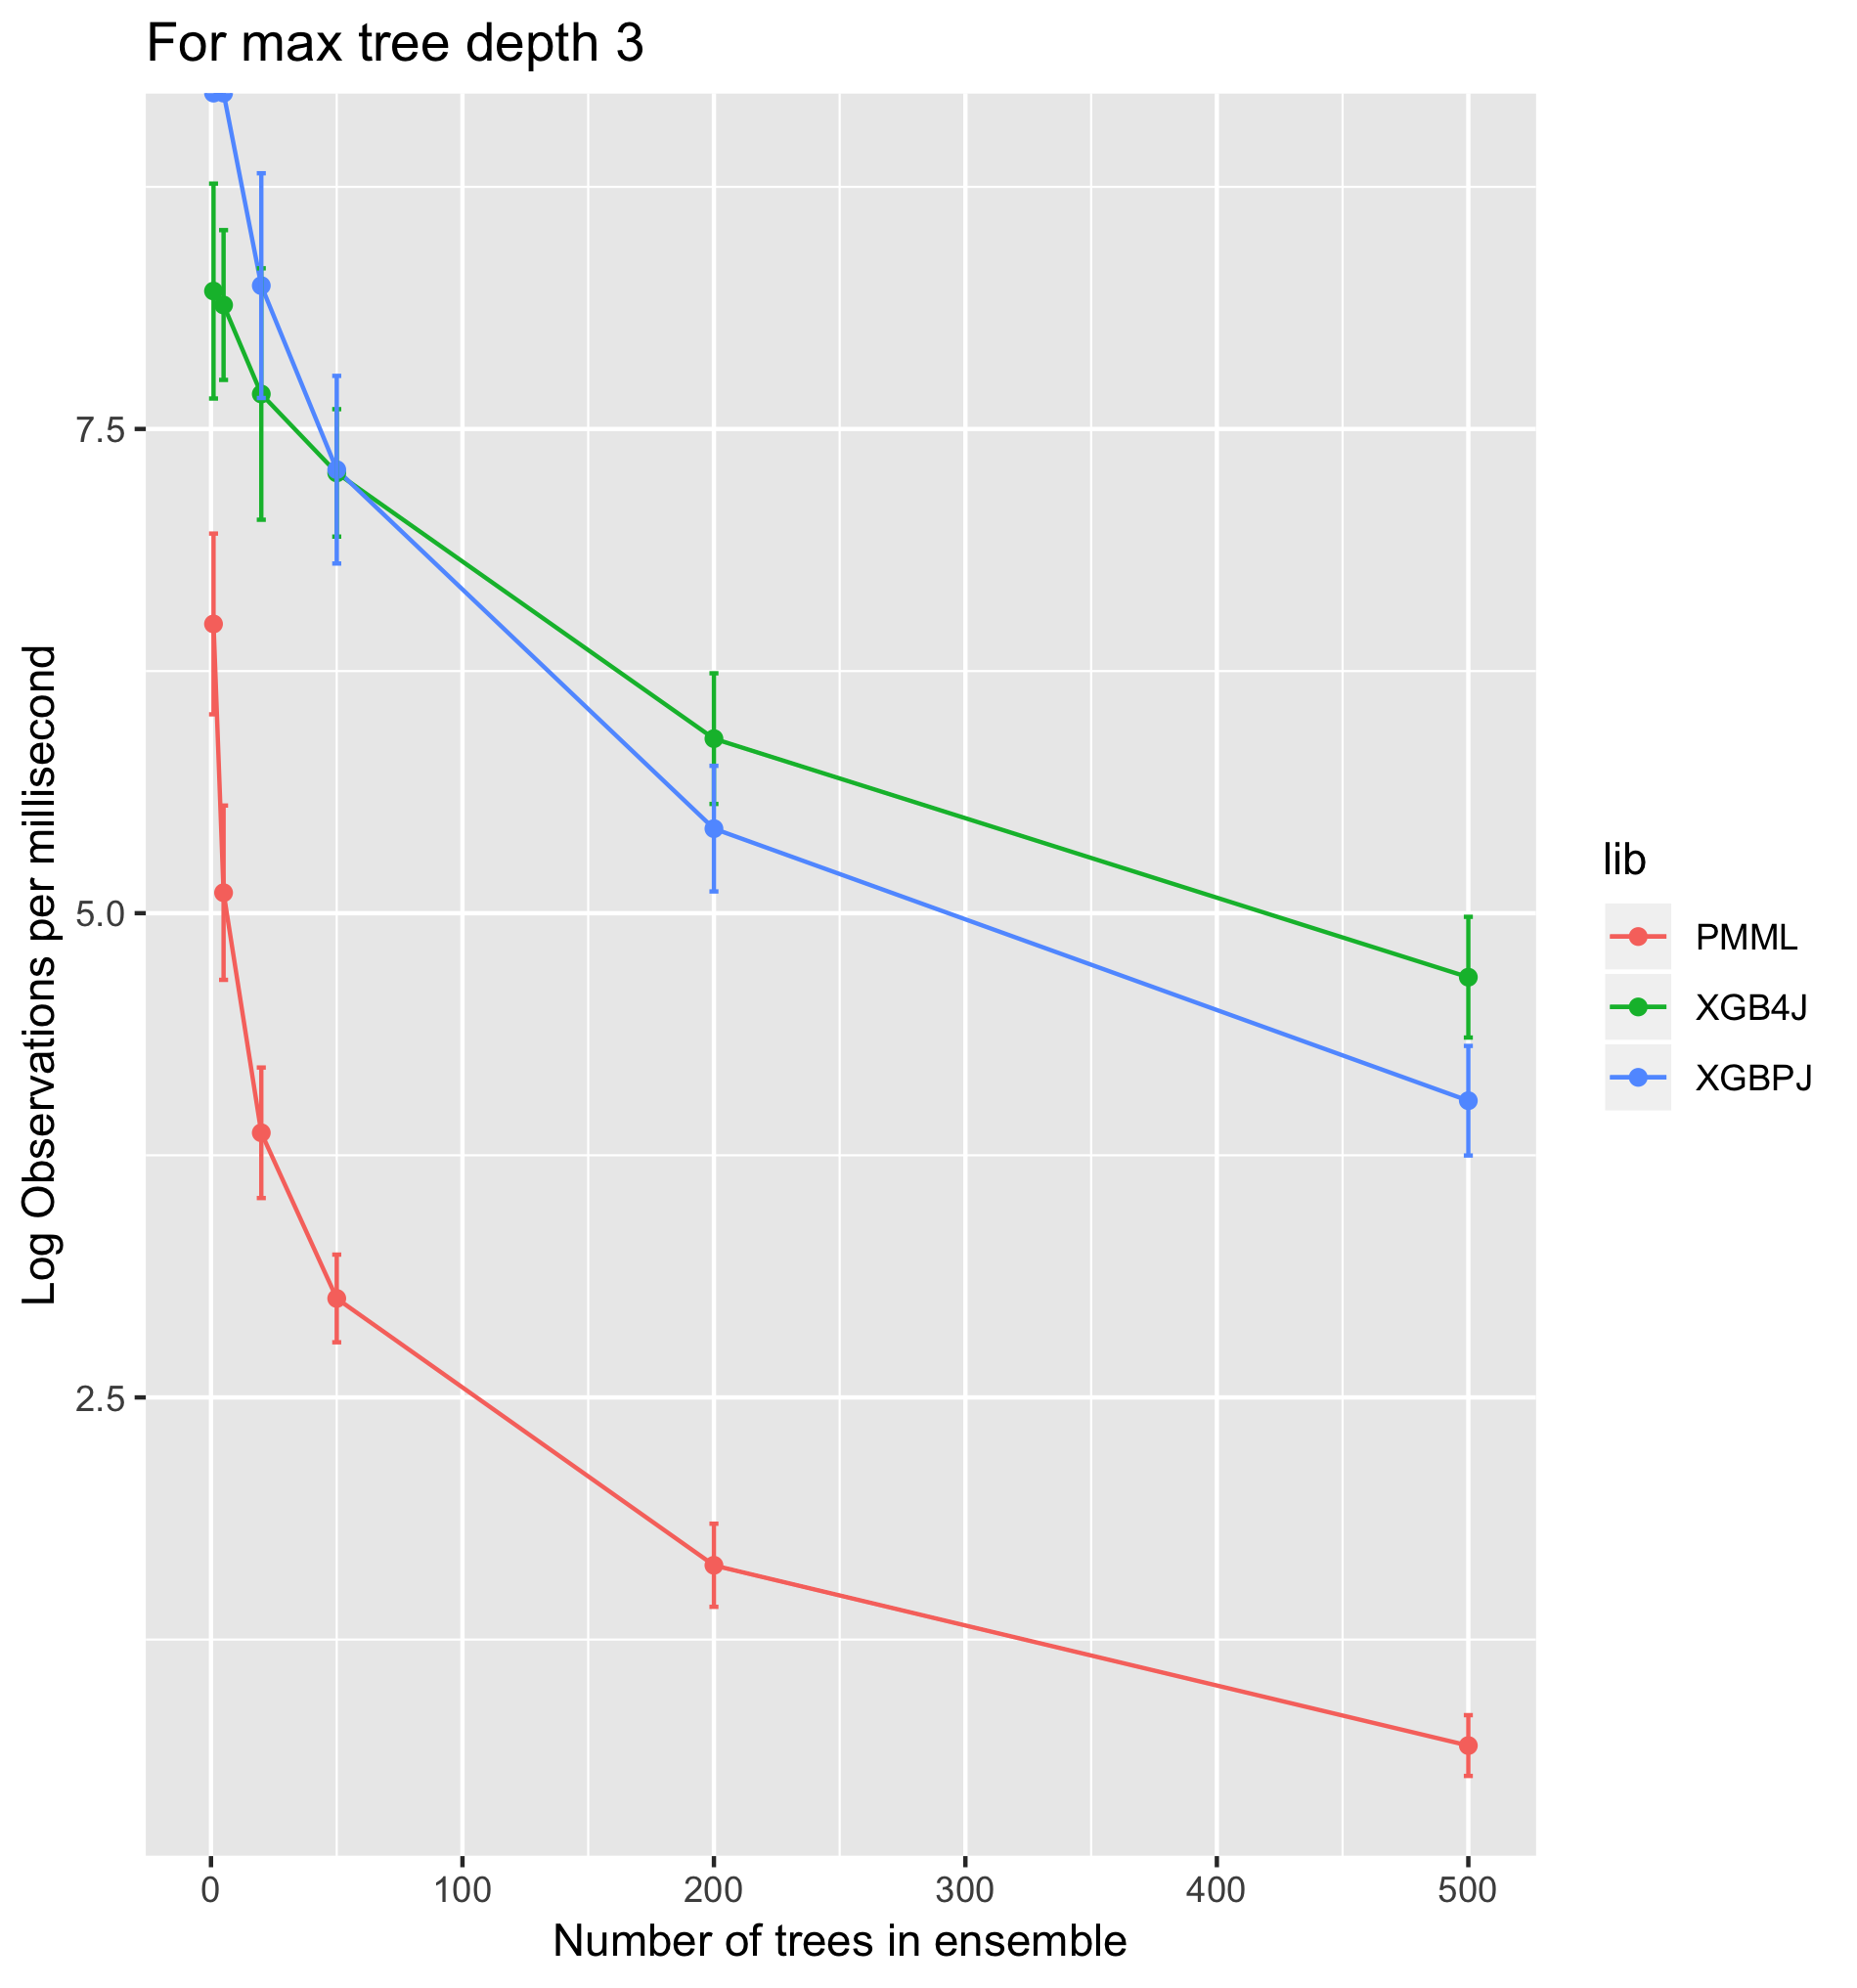 For max tree depth 3
Log Observations per millisecond
7.5
5.0
2.5
0 100 200 300 400 500
Number of trees in ensemble
lib
PMML
XGB4J
XGBPJ